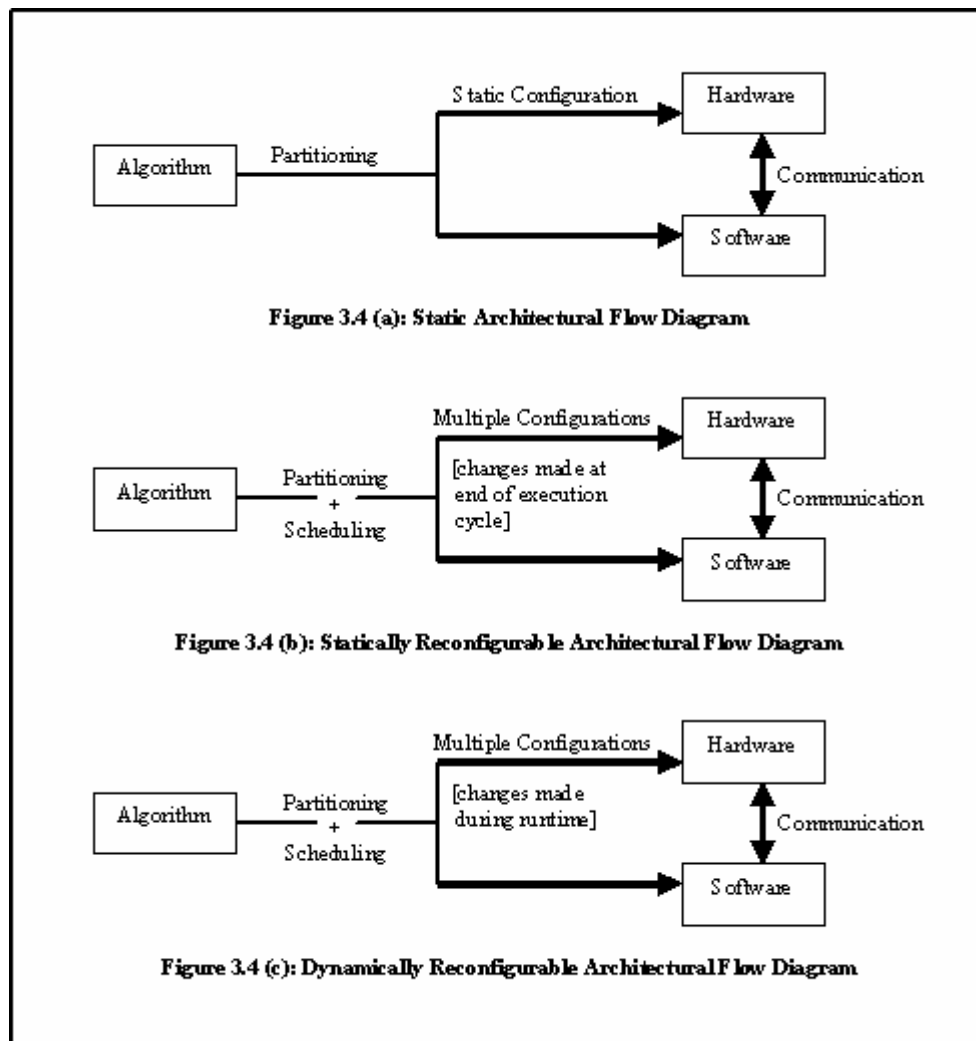 Static Configuration
Hardware
Algorithm
Partitioning
Communication
Software
Figure 3.4 (a): Static Architectural Flow Diagram
Multiple Configurations
Hardware
[changes made at
end of execution
cycle]
Algorithm
Partitioning
+
Scheduling
Communication
Software
Figure 3.4 (b): Statically Reconfigurable Architectural Flow Diagram
Multiple Configurations
Hardware
[changes made
during runtime]
Algorithm
Partitioning
+
Scheduling
Communication
Software
Figure 3.4 (c): Dynamically Reconfigurable Architectural Flow Diagram